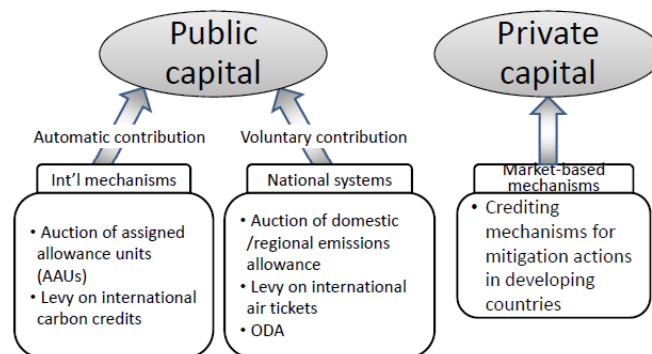 Public
capital
Private
capital
Automatic contribution
Voluntary contribution
Int'l mechanisms
National systems
Market-based
mechanisms
• Auction of assigned
allowance units
(AAUs)
• Levy on international
carbon credits
• Auction of domestic
/regional emissions
allowance
• Levy on international
air tickets
• ODA
• Crediting
mechanisms for
mitigation actions
in developing
countries